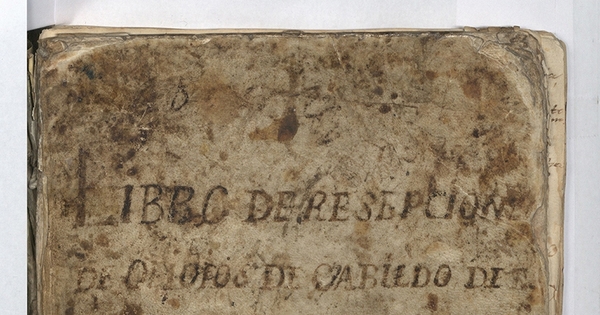 LIBRO DE RESEPCION
DE OFICIOS DE CABILDO DE